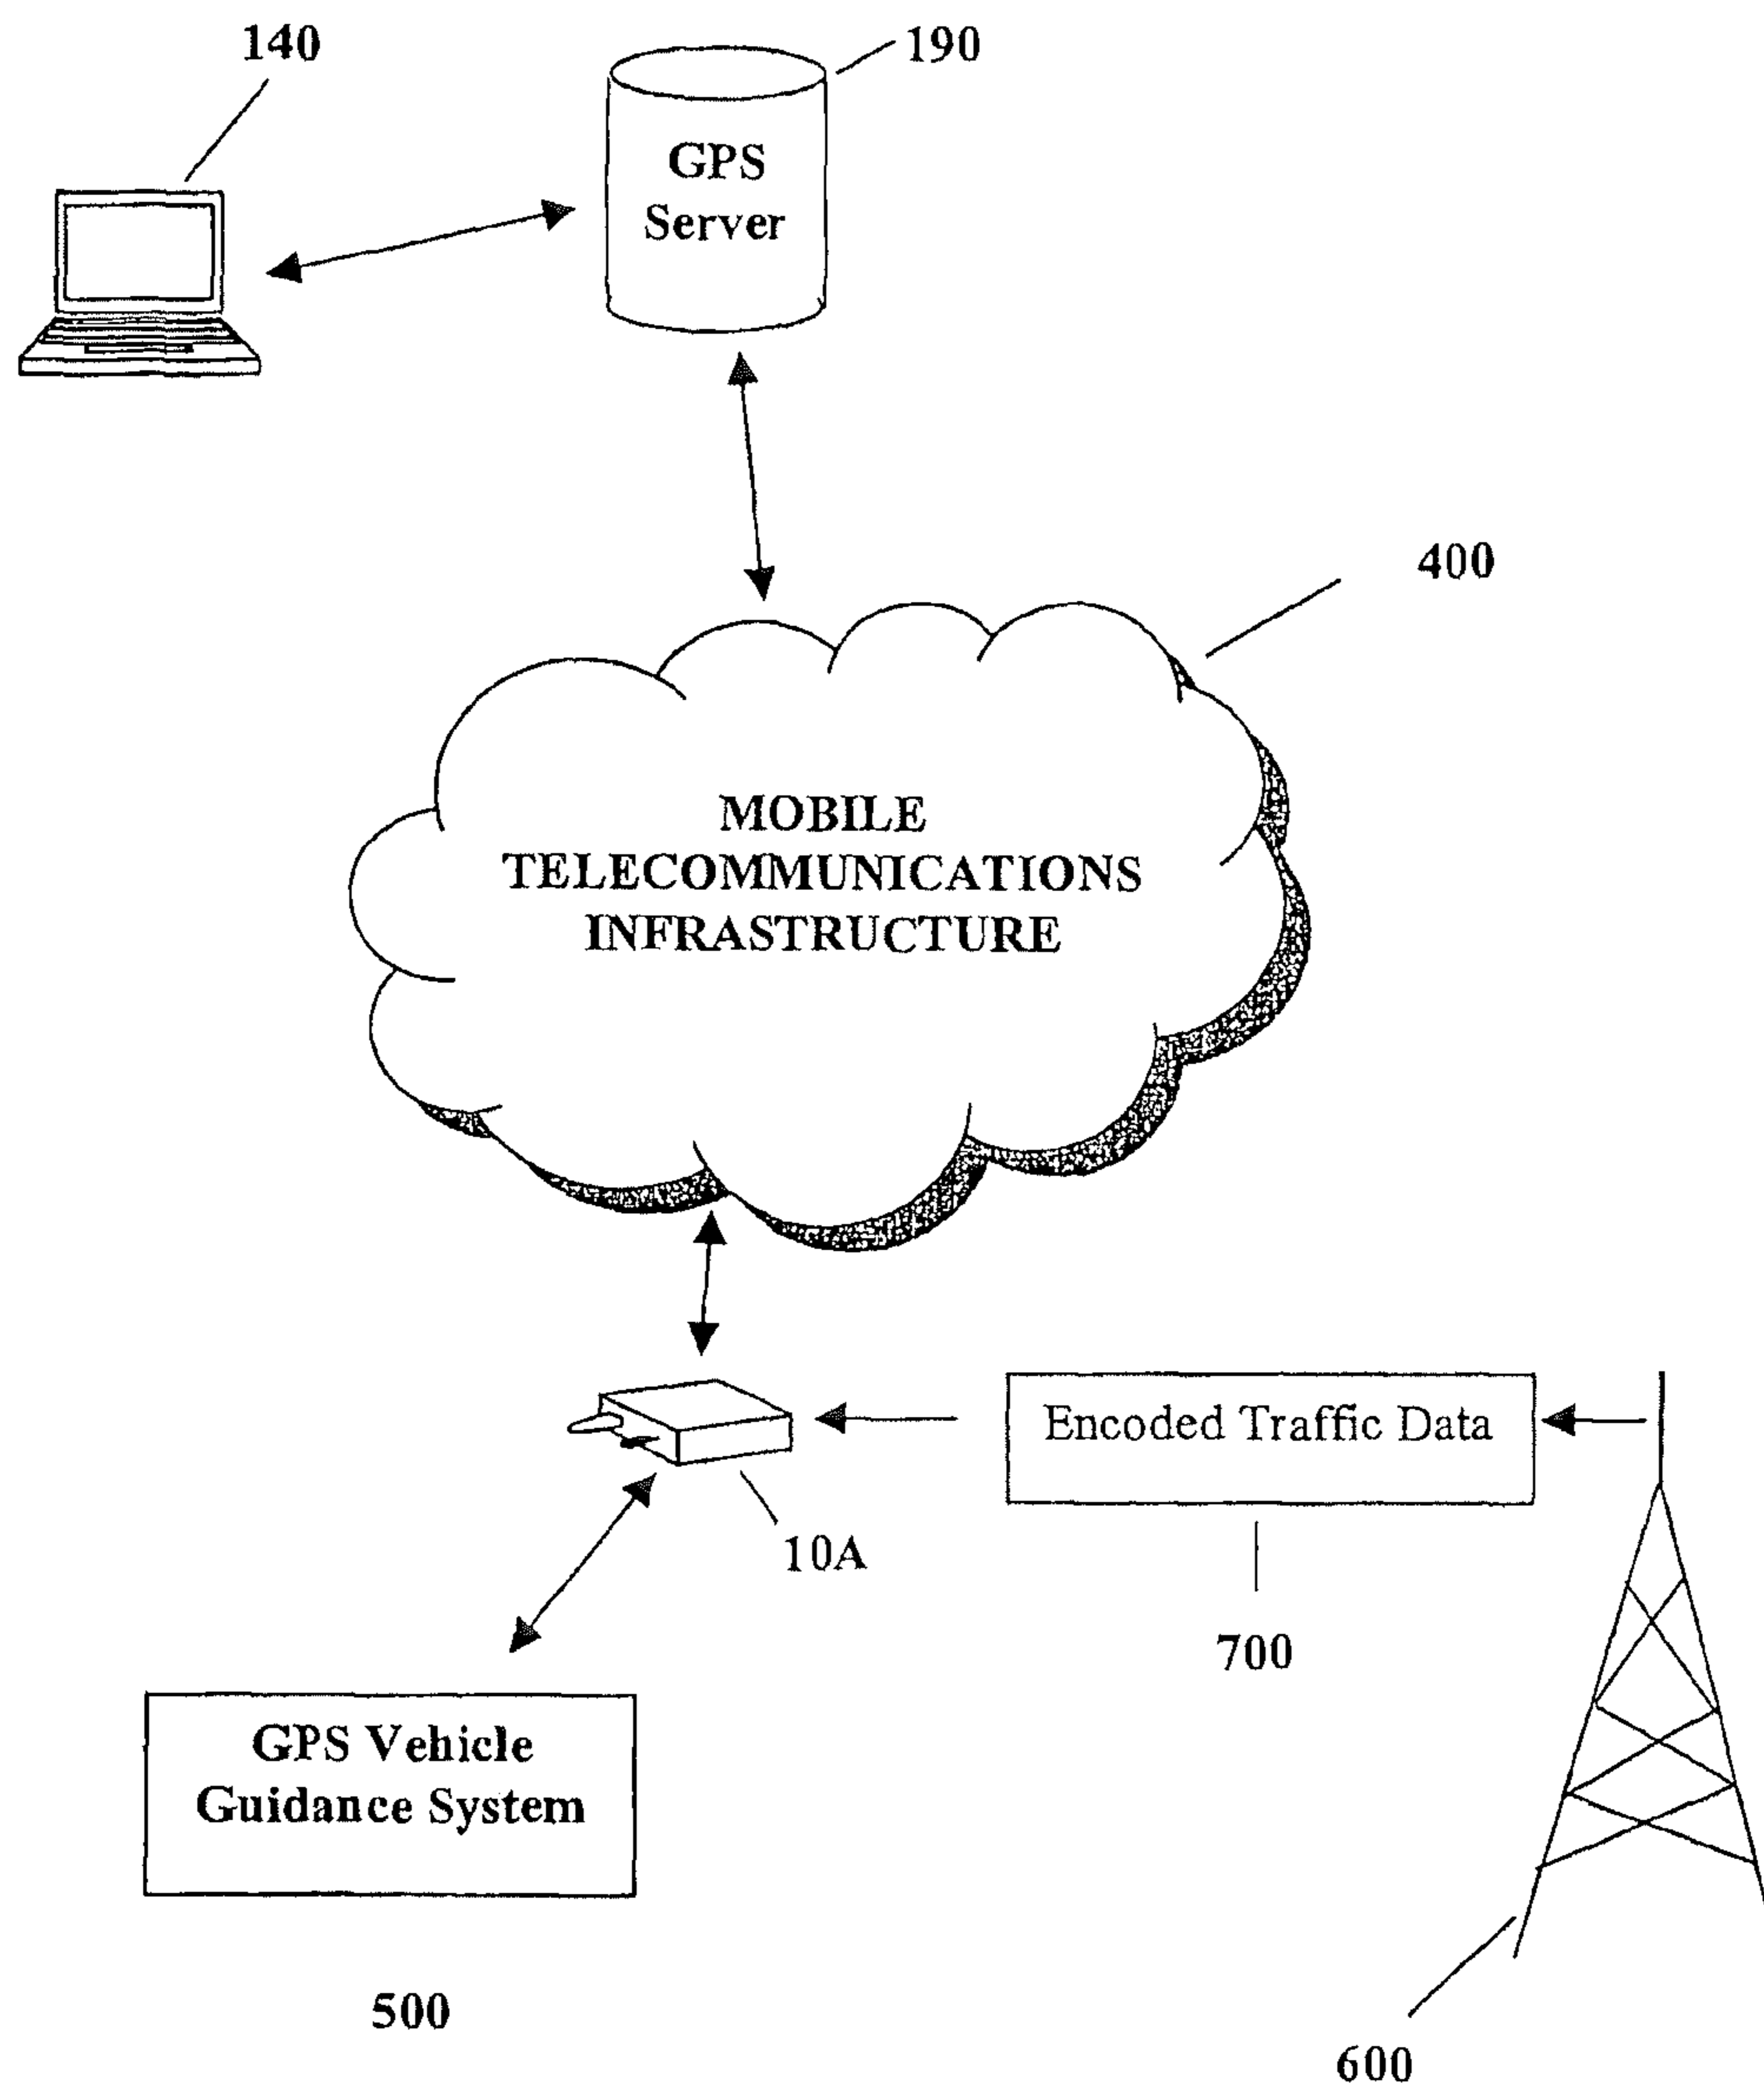 140
190
GPS
Server
400
MOBILE
TELECOMMUNICATIONS
INFRASTRUCTURE
Encoded Traffic Data
10A
700
GPS Vehicle
Guidance System
500
600